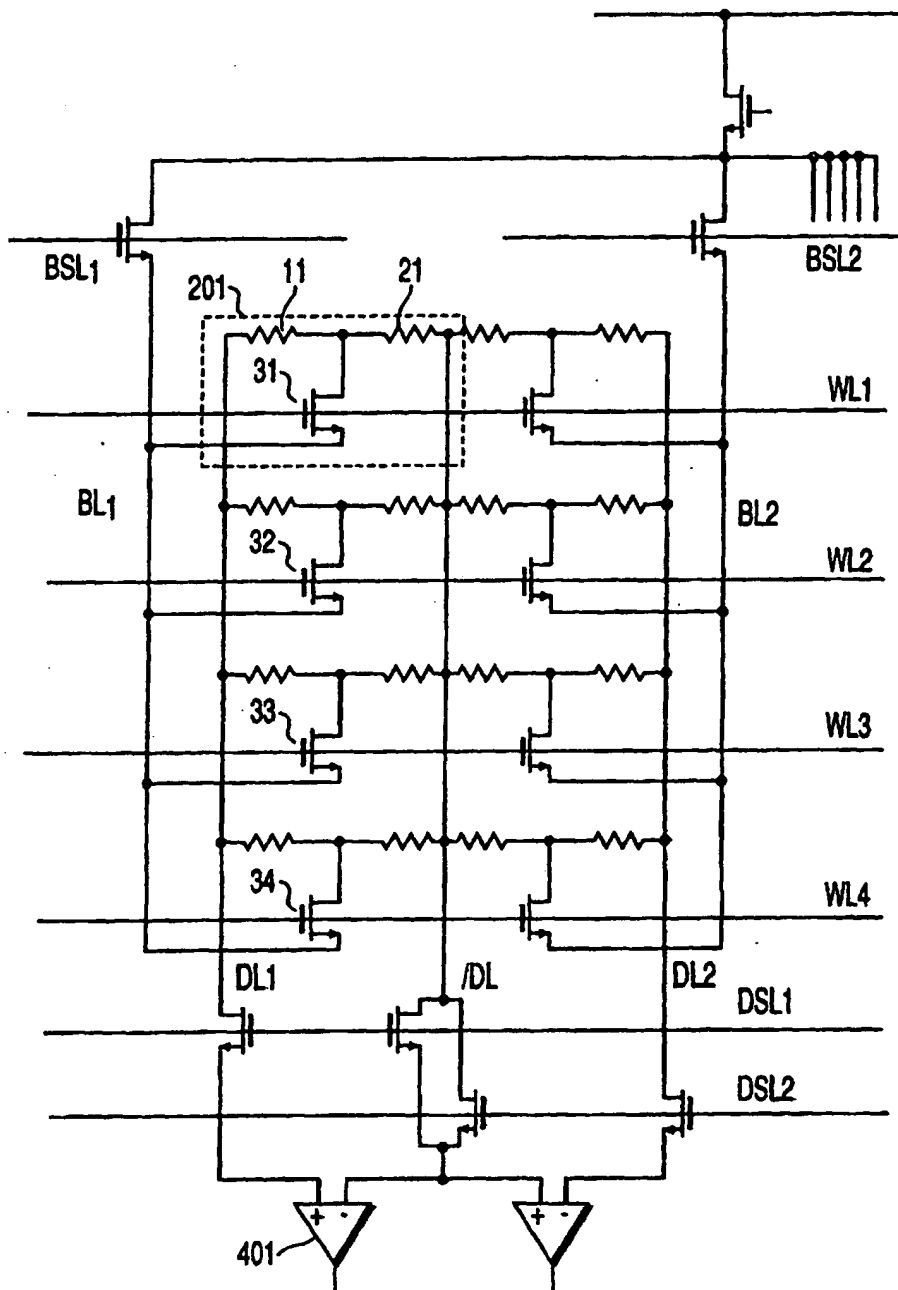 BSL1
BSL2
201
11
21
31
WL1
BL1
BL2
32
WL2
33
WL3
34
WL4
DL1
/DL
DL2
DSL1
DSL2
+ -
+ -
401